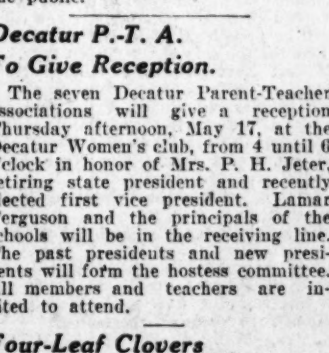 the public.
Decatur P.-T. A.
To Give Reception.
The seven Decatur Parent-Teacher
associations will give a reception
Thursday afternoon, May 17, at the
Decatur Women's club, from 4 until 6
o'clock in honor of Mrs. P. H. Jeter,
retiring state president and recently
elected first vice president. Lamar
Ferguson and the principals of the
schools will be in the receiving line.
The past presidents and new presi-
dents will form the hostess committee.
All members and teachers are in-
vited to attend.
Four-Leaf Clovers